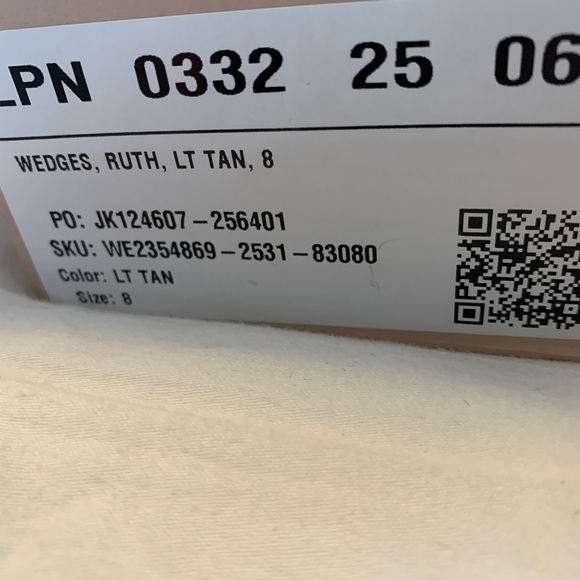 LPN 0332 25 06
WEDGES, RUTH, LT TAN, 8
PO: JK124607-256401
SKU: WE2354869-2531-83080
Color: LT TAN
Size: 8